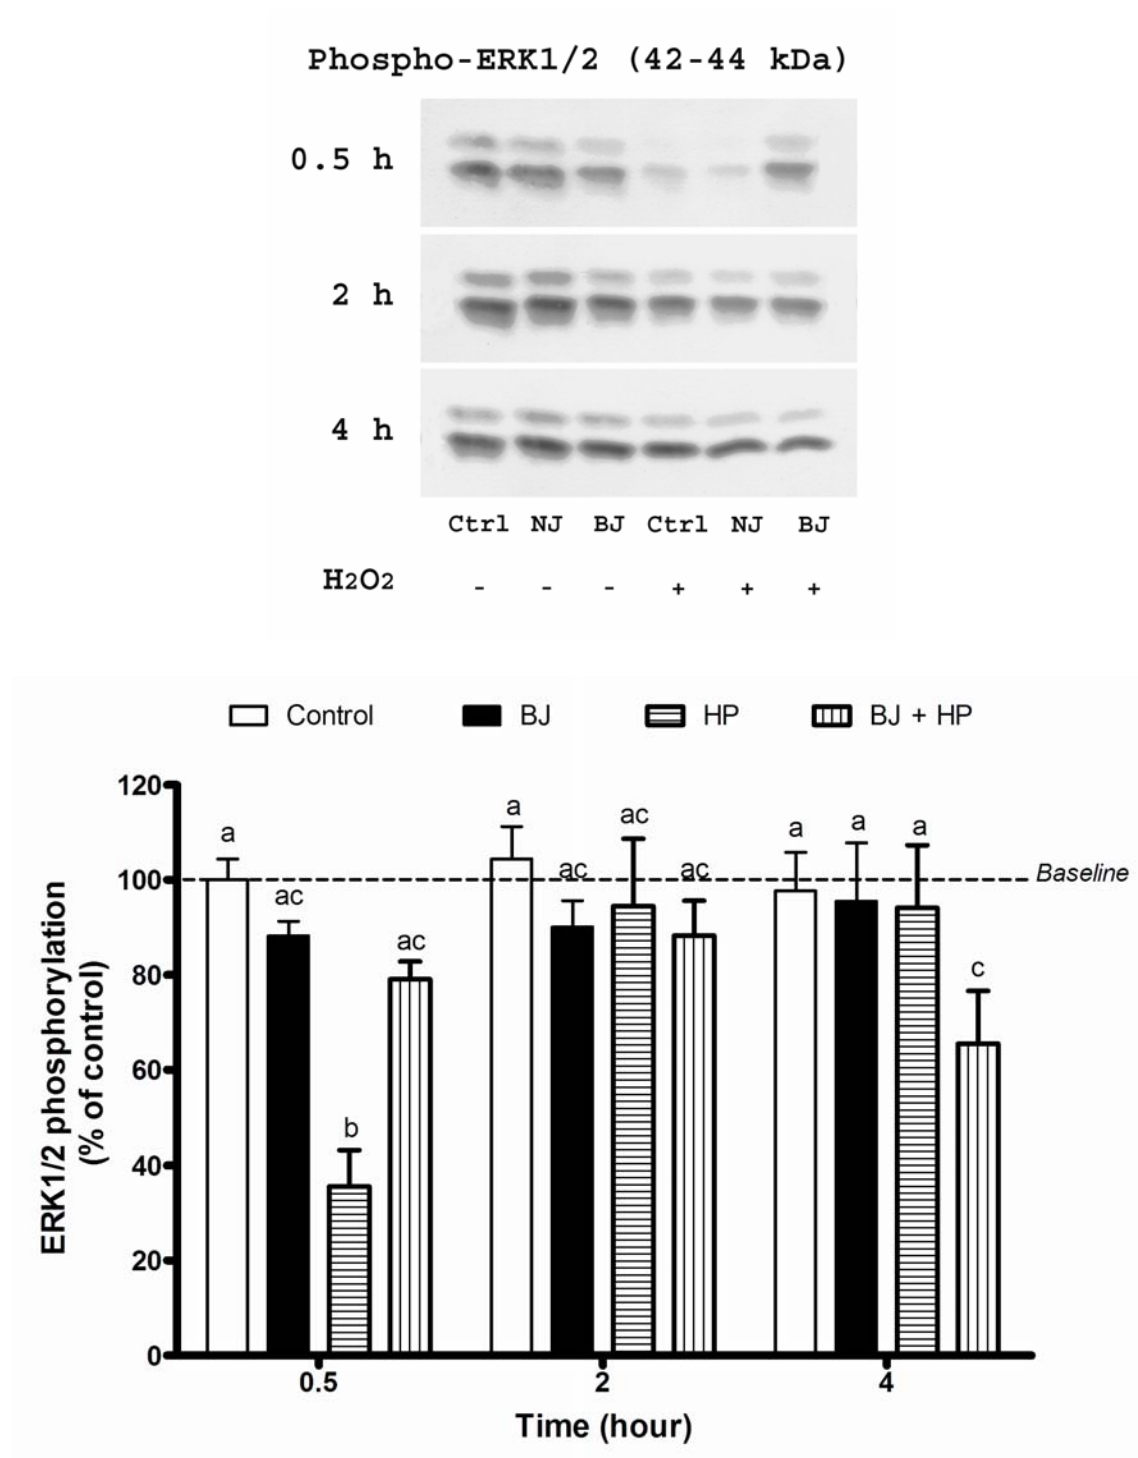 Phospho-ERK1/2 (42-44 kDa)
0.5 h
2 h
4 h
Ctrl NJ BJ Ctrl NJ BJ
H2O2 - - - + + +
Control BJ HP BJ + HP
120
100
80
60
40
20
0
a ac b ac
a ac ac ac
a a a c
Baseline
ERK1/2 phosphorylation
(% of control)
0.5 2 4
Time (hour)